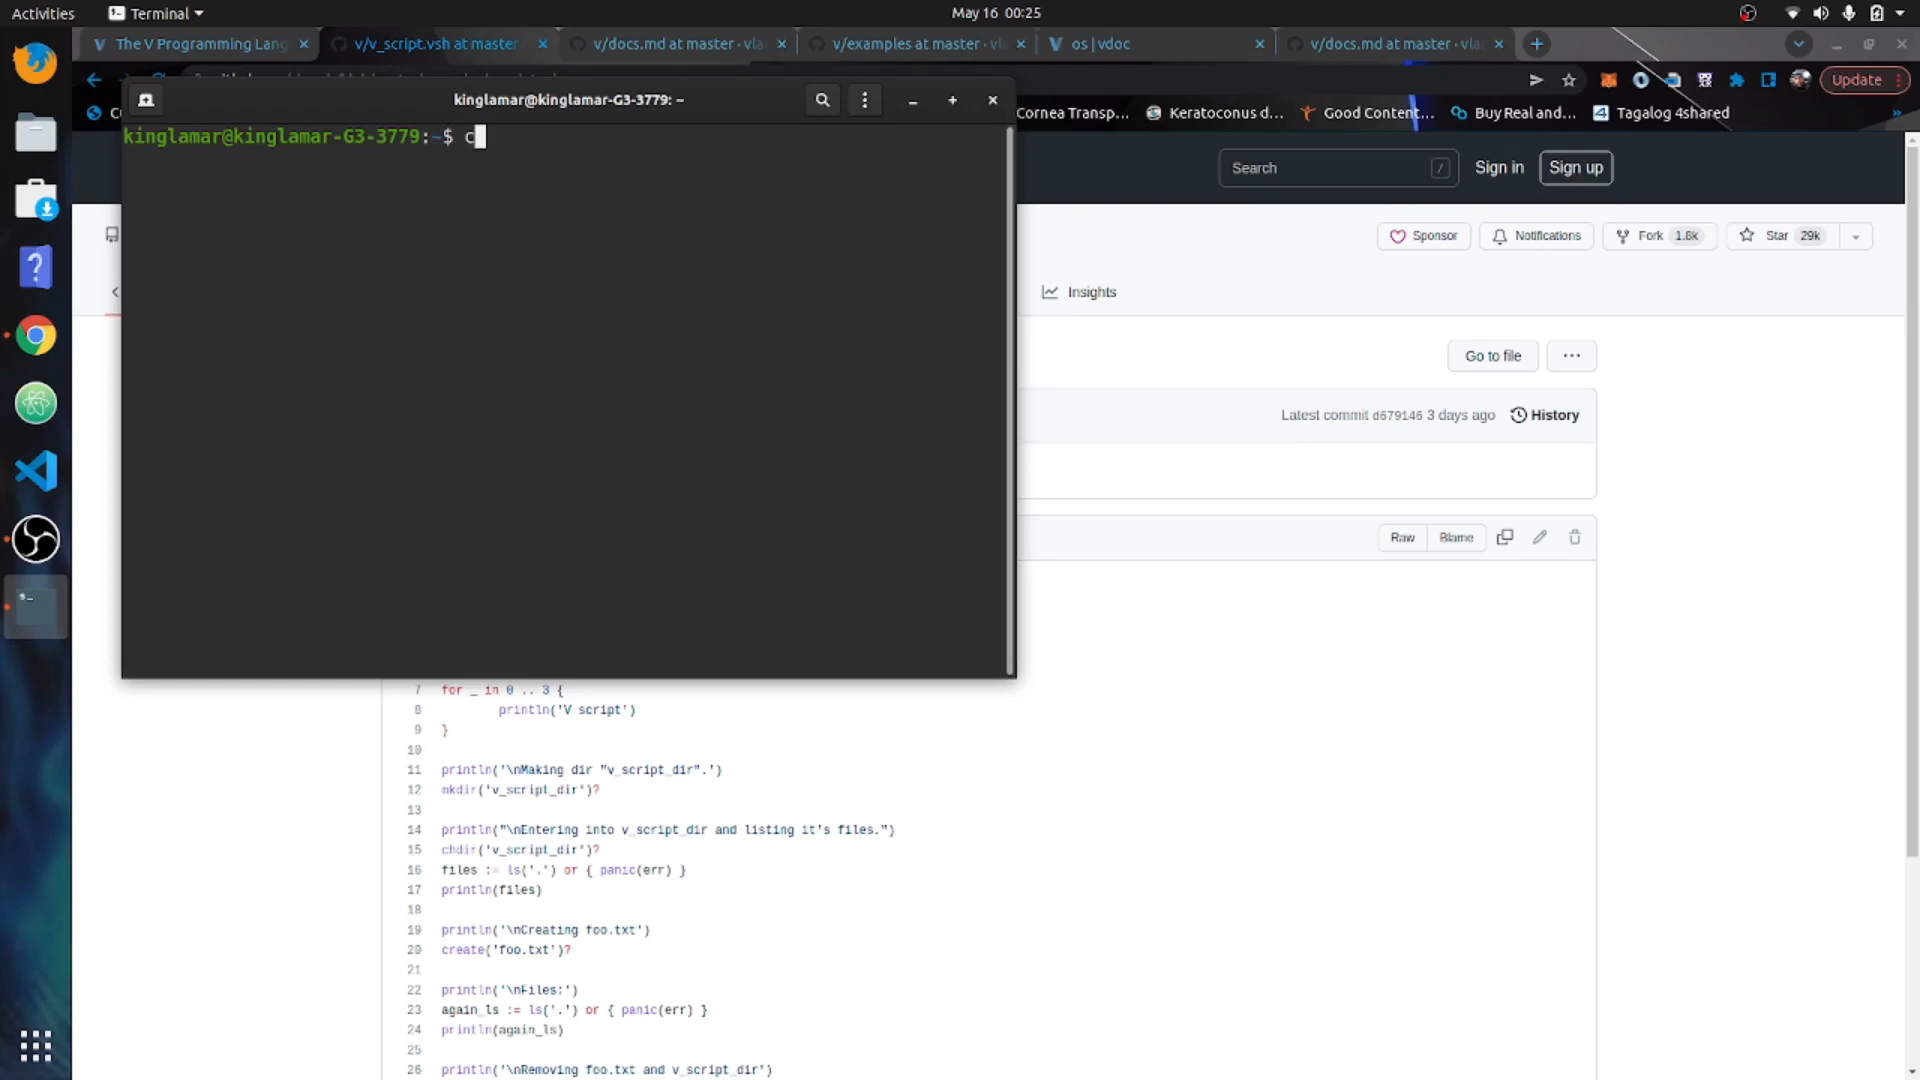 Activities
Terminal
May 16 00:25
The V Programming Lang
v/v_script.vsh at master
v/docs.md at master · vla
v/examples at master · vl
os | vdoc
v/docs.md at master · vla
Update
kinglamar@kinglamar-G3-3779: ~
Cornea Transp...
Keratoconus d...
Good Content...
Buy Real and...
Tagalog 4shared
kinglamar@kinglamar-G3-3779:~$ c
Search
/
Sign in
Sign up
Sponsor
Notifications
Fork 1.8k
Star 29k
Insights
Go to file
Latest commit d679146 3 days ago
History
Raw
Blame
7 for _ in 0 .. 3 {
8 println('V script')
9 }
10
11 println('\nMaking dir "v_script_dir".')
12 mkdir('v_script_dir')?
13
14 println("\nEntering into v_script_dir and listing it's files.")
15 chdir('v_script_dir')?
16 files := ls('.') or { panic(err) }
17 println(files)
18
19 println('\nCreating foo.txt')
20 create('foo.txt')?
21
22 println('\nFiles:')
23 again_ls := ls('.') or { panic(err) }
24 println(again_ls)
25
26 println('\nRemoving foo.txt and v_script_dir')